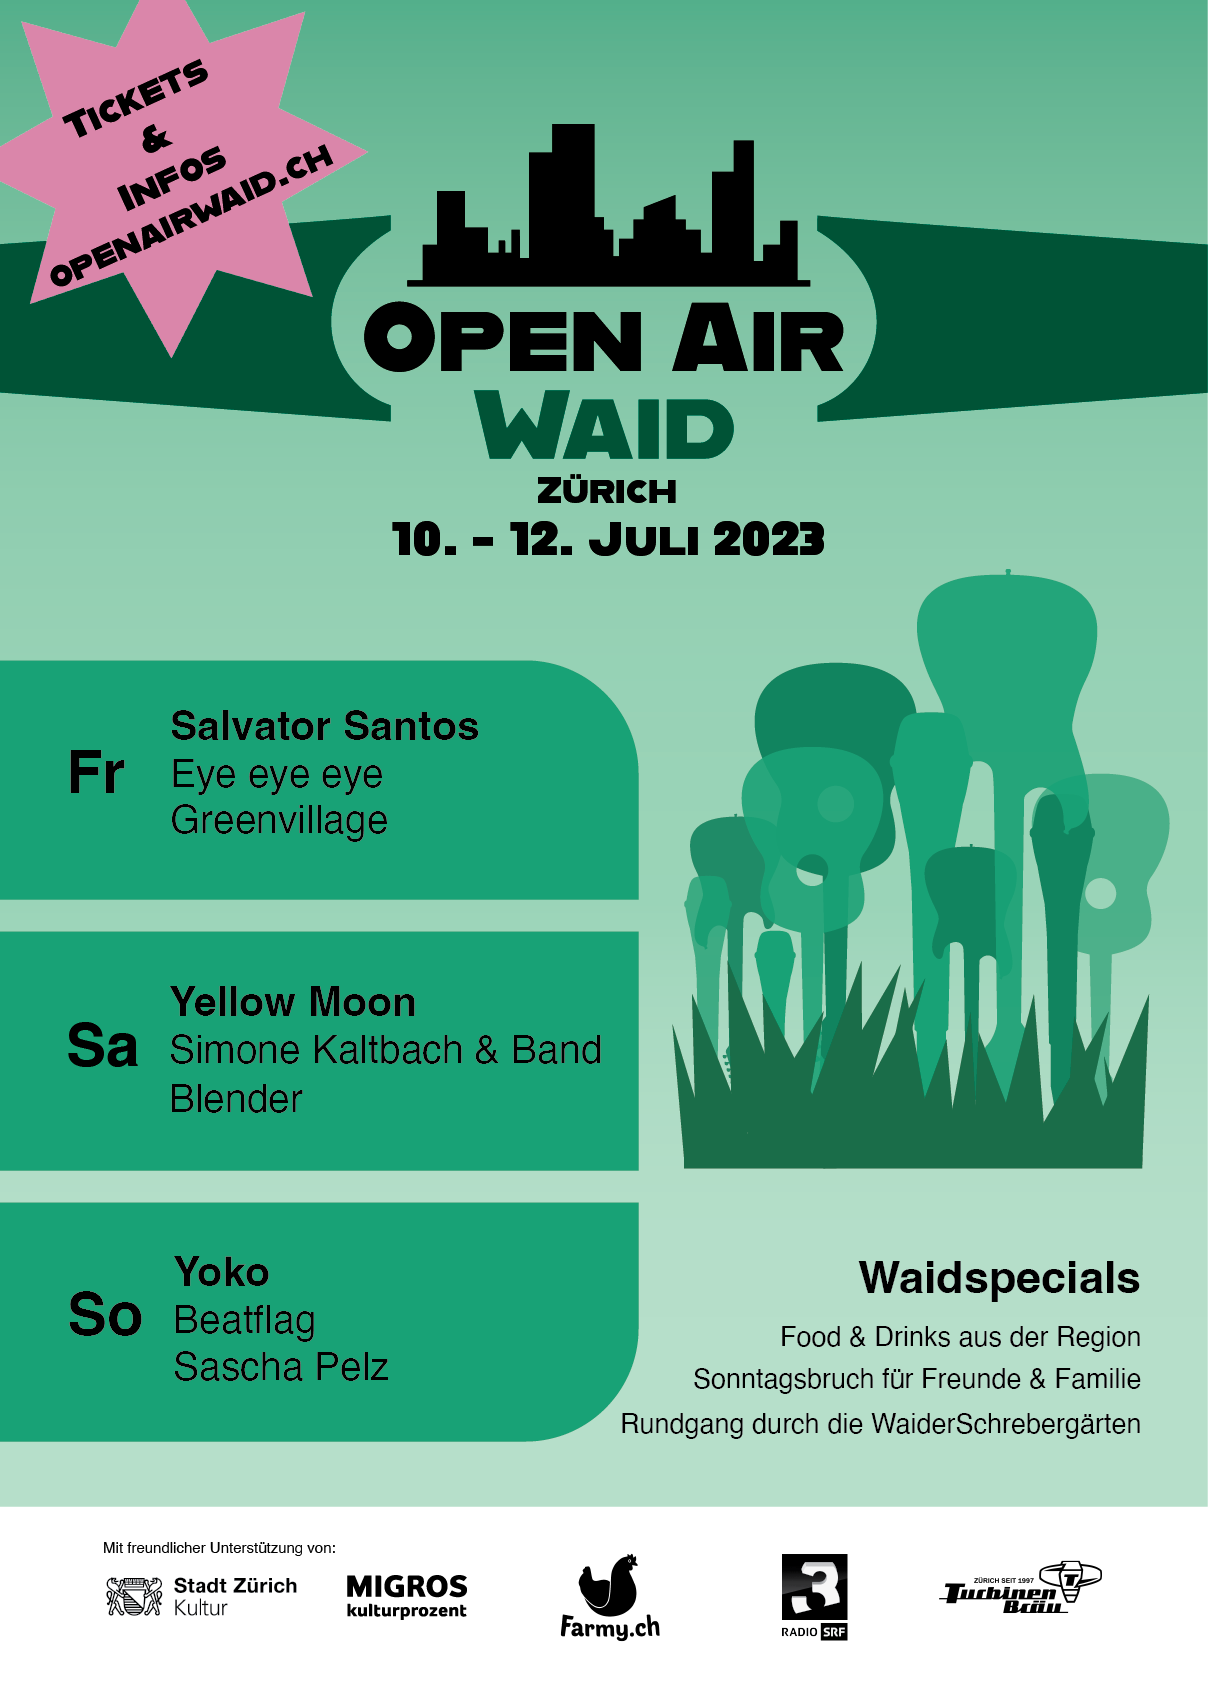 TICKETS
&
INFOS
OPENAIRWAID.CH
OPEN AIR
WAID
ZÜRICH
10. - 12. JULI 2023
Fr
Salvator Santos
Eye eye eye
Greenvillage
Sa
Yellow Moon
Simone Kaltbach & Band
Blender
So
Yoko
Beatflag
Sascha Pelz
Waidspecials
Food & Drinks aus der Region
Sonntagsbruch für Freunde & Familie
Rundgang durch die WaiderSchrebergärten
Mit freundlicher Unterstützung von:
Stadt Zürich
Kultur
MIGROS
kulturprozent
Farmy.ch
3
RADIO SRF
ZÜRICH SEIT 1997
T
Turbinen
Bräu